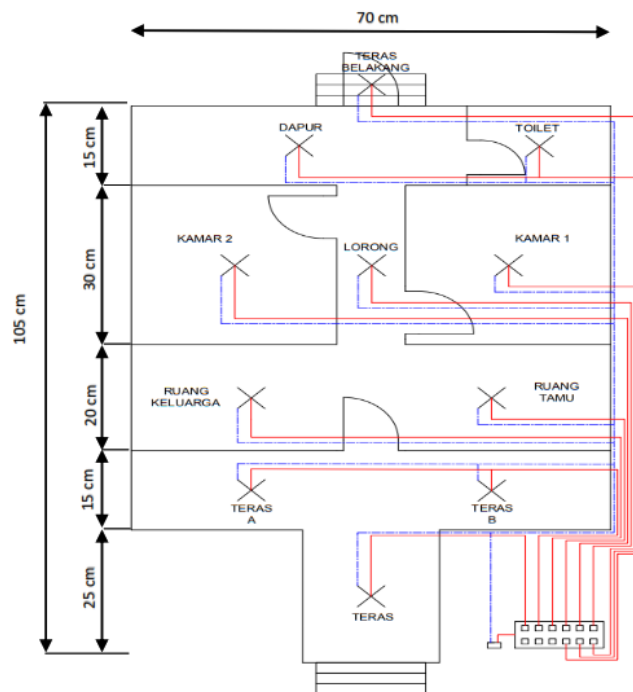 70 cm
TERAS
BELAKANG
DAPUR
TOILET
15 cm
KAMAR 2
LORONG
KAMAR 1
30 cm
105 cm
RUANG
KELUARGA
RUANG
TAMU
20 cm
TERAS
A
TERAS
B
15 cm
TERAS
25 cm